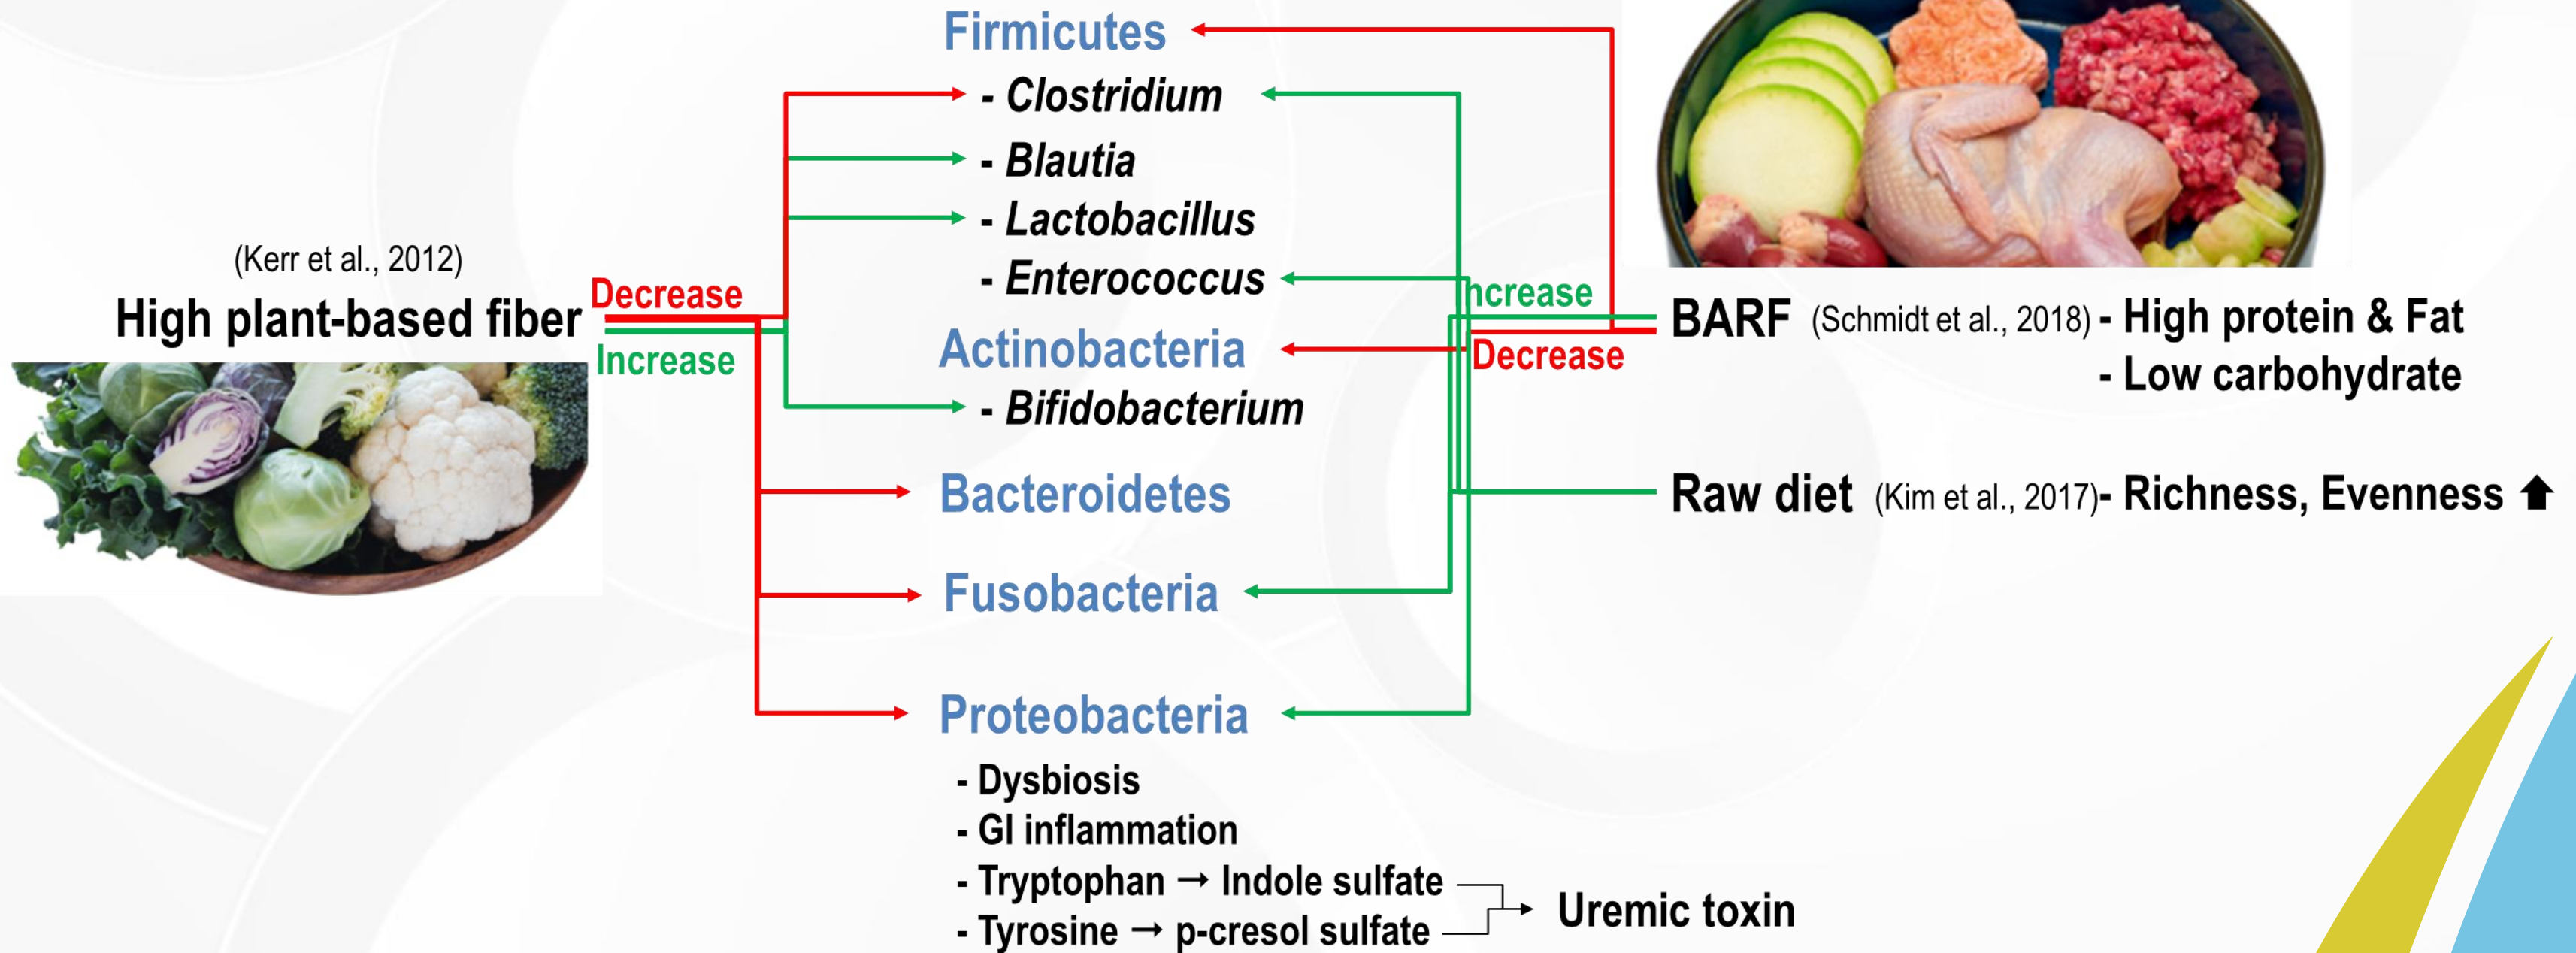 Firmicutes
- Clostridium
- Blautia
- Lactobacillus
- Enterococcus
Actinobacteria
- Bifidobacterium
Bacteroidetes
Fusobacteria
Proteobacteria
- Dysbiosis
- GI inflammation
- Tryptophan → Indole sulfate
- Tyrosine → p-cresol sulfate
Uremic toxin
(Kerr et al., 2012)
High plant-based fiber
Decrease
Increase
Increase
Decrease
BARF (Schmidt et al., 2018) - High protein & Fat
- Low carbohydrate
Raw diet (Kim et al., 2017)- Richness, Evenness ⬆